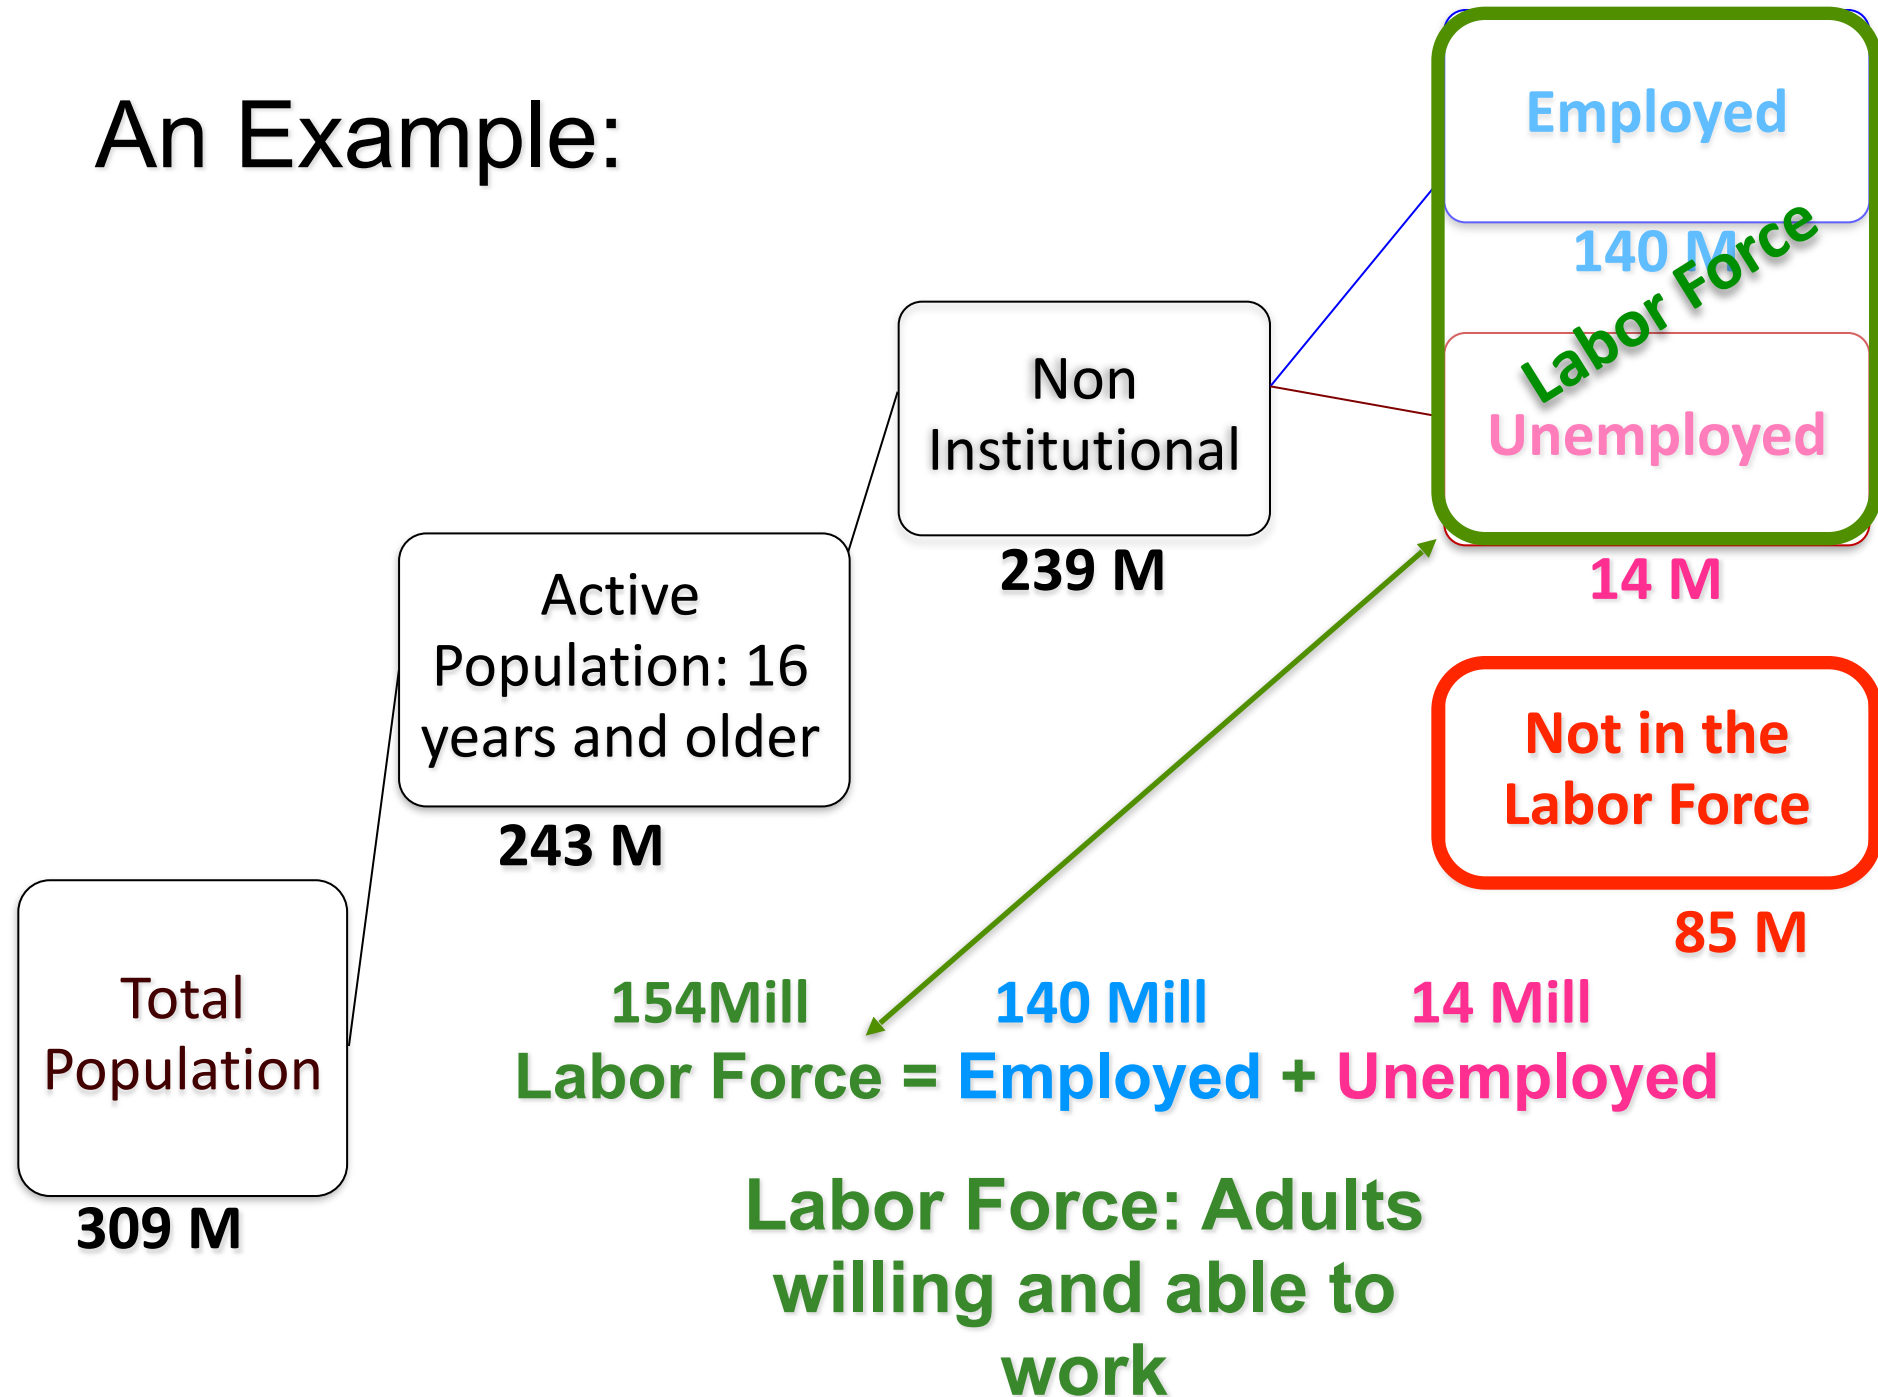 An Example:
Employed
140 M
Labor Force
Unemployed
14 M
Non
Institutional
239 M
Active
Population: 16
years and older
243 M
Not in the
Labor Force
85 M
Total
Population
309 M
154Mill 140 Mill 14 Mill
Labor Force = Employed + Unemployed
Labor Force: Adults
willing and able to
work